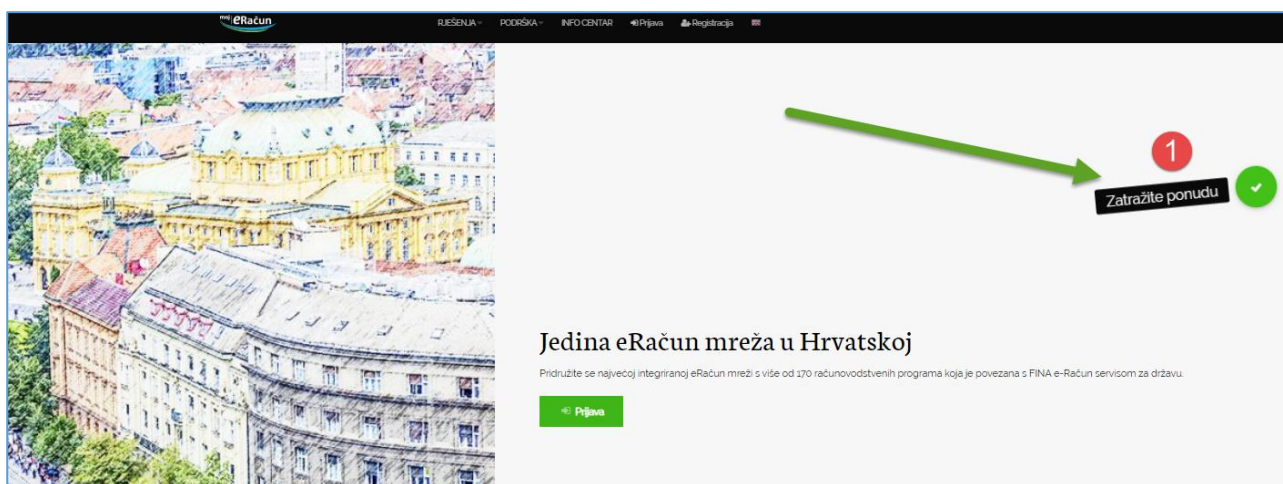 moj eRačun
RJEŠENJA PODRŠKA INFO CENTAR Prijava Registracija
1
Zatražite ponudu
Jedina eRačun mreža u Hrvatskoj
Pridružite se najvećoj integriranoj eRačun mreži s više od 170 računovodstvenih programa koja je povezana s FINA e-Račun servisom za državu.
Prijava